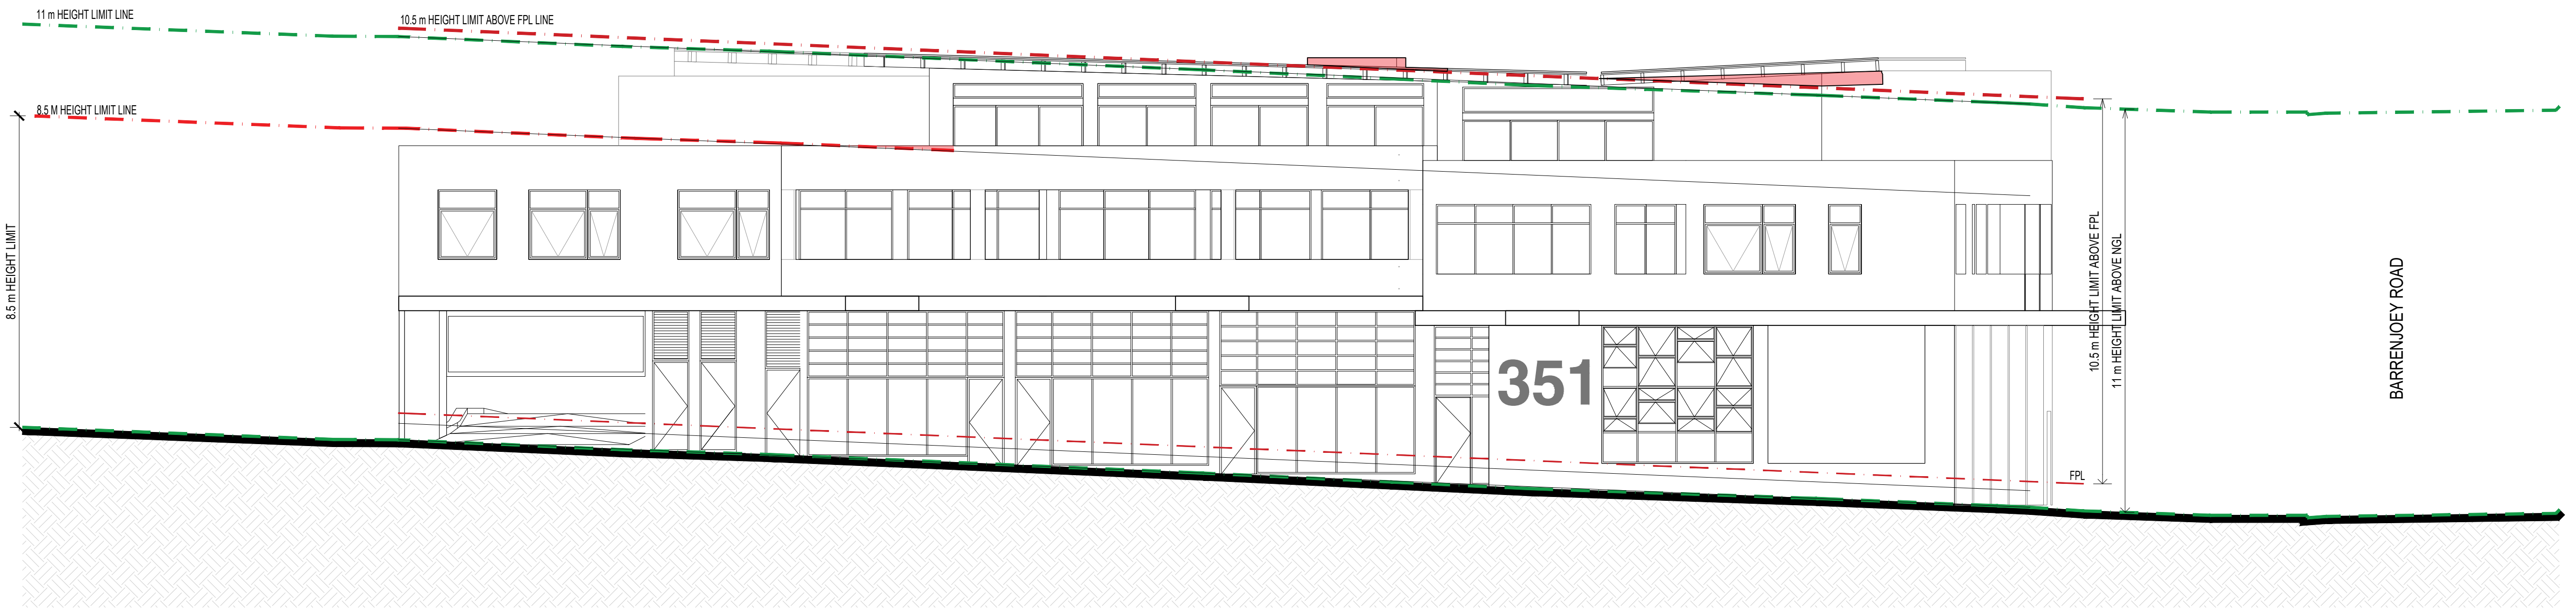 11 m HEIGHT LIMIT LINE
10.5 m HEIGHT LIMIT ABOVE FPL LINE
8.5 M HEIGHT LIMIT LINE
8.5 m HEIGHT LIMIT
351
FPL
10.5 m HEIGHT LIMIT ABOVE FPL
11 m HEIGHT LIMIT ABOVE NGL
BARRENJOEY ROAD